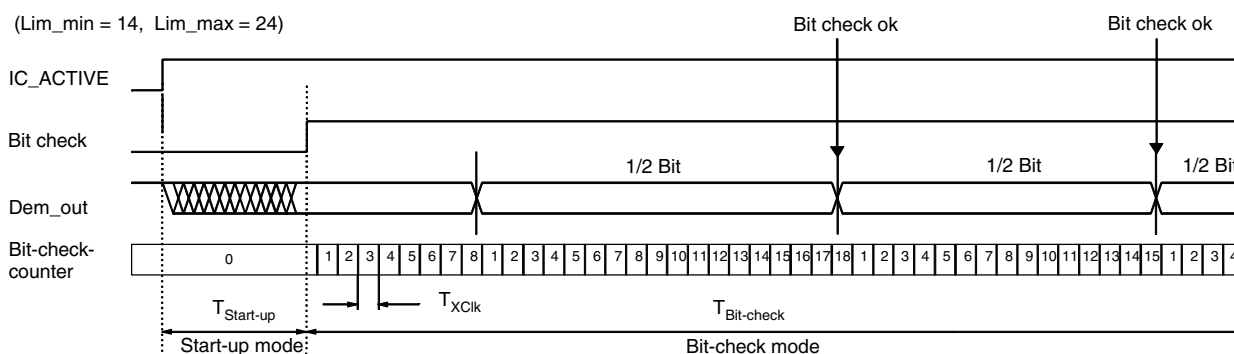 (Lim_min = 14, Lim_max = 24)
Bit check ok Bit check ok
IC_ACTIVE
Bit check
1/2 Bit 1/2 Bit 1/2 Bit
Dem_out
Bit-check-
counter
0 1 2 3 4 5 6 7 8 1 2 3 4 5 6 7 8 9 10 11 12 13 14 15 16 17 18 1 2 3 4 5 6 7 8 9 10 11 12 13 14 15 1 2 3 4
TStart-up TXClk TBit-check
Start-up mode Bit-check mode